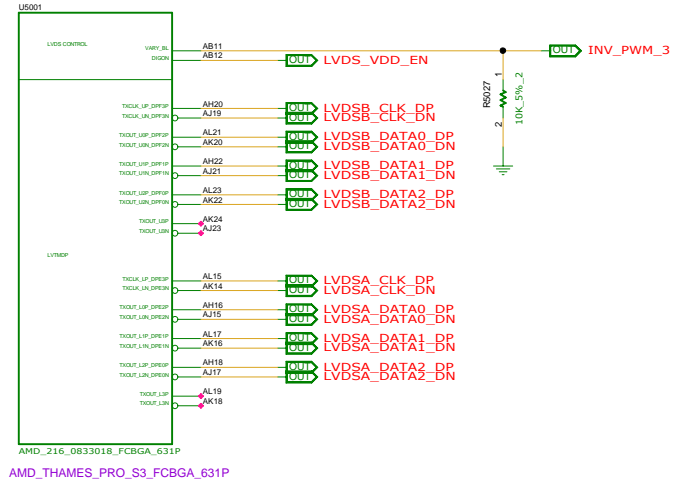 U5001
LVDS CONTROL
VARY_BL AB11 OUT INV_PWM_3
DIGON AB12 OUT LVDS_VDD_EN
R5027 1 2 10K_5%_2
TXCLK_UP_DPF3P AH20 OUT LVDSB_CLK_DP
TXCLK_UN_DPF3N AJ19 OUT LVDSB_CLK_DN
TXOUT_U0P_DPF2P AL21 OUT LVDSB_DATA0_DP
TXOUT_U0N_DPF2N AK20 OUT LVDSB_DATA0_DN
TXOUT_U1P_DPF1P AH22 OUT LVDSB_DATA1_DP
TXOUT_U1N_DPF1N AJ21 OUT LVDSB_DATA1_DN
TXOUT_U2P_DPF0P AL23 OUT LVDSB_DATA2_DP
TXOUT_U2N_DPF0N AK22 OUT LVDSB_DATA2_DN
TXOUT_U3P AK24
TXOUT_U3N AJ23
LVTMDP
TXCLK_LP_DPE3P AL15 OUT LVDSA_CLK_DP
TXCLK_LN_DPE3N AK14 OUT LVDSA_CLK_DN
TXOUT_L0P_DPE2P AH16 OUT LVDSA_DATA0_DP
TXOUT_L0N_DPE2N AJ15 OUT LVDSA_DATA0_DN
TXOUT_L1P_DPE1P AL17 OUT LVDSA_DATA1_DP
TXOUT_L1N_DPE1N AK16 OUT LVDSA_DATA1_DN
TXOUT_L2P_DPE0P AH18 OUT LVDSA_DATA2_DP
TXOUT_L2N_DPE0N AJ17 OUT LVDSA_DATA2_DN
TXOUT_L3P AL19
TXOUT_L3N AK18
AMD_216_0833018_FCBGA_631P
AMD_THAMES_PRO_S3_FCBGA_631P